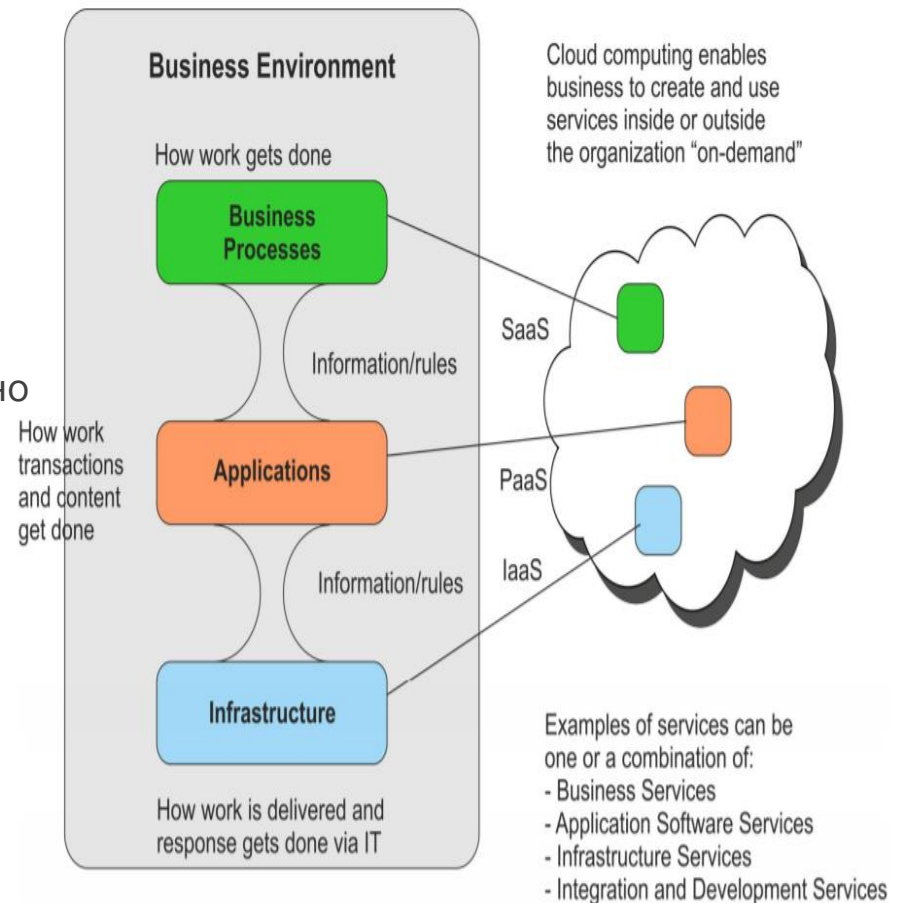 Business Environment
How work gets done
Business
Processes
Information/rules
но
How work
transactions
and content
get done
Applications
Information/rules
Infrastructure
How work is delivered and
response gets done via IT
Cloud computing enables
business to create and use
services inside or outside
the organization “on-demand”
SaaS
PaaS
IaaS
Examples of services can be
one or a combination of:
- Business Services
- Application Software Services
- Infrastructure Services
- Integration and Development Services